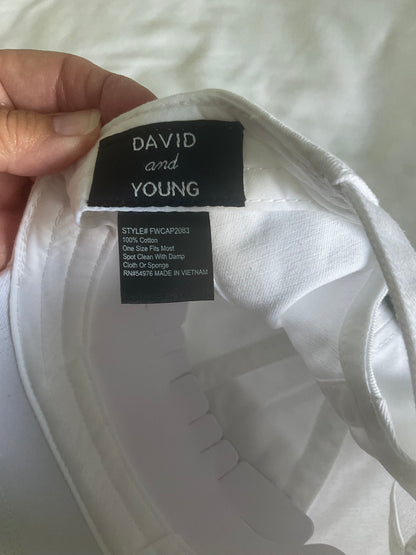 DAVID
and
YOUNG
STYLE# FWCAP2083
100% Cotton
One Size Fits Most
Spot Clean With Damp
Cloth Or Sponge
RN#54976 MADE IN VIETNAM